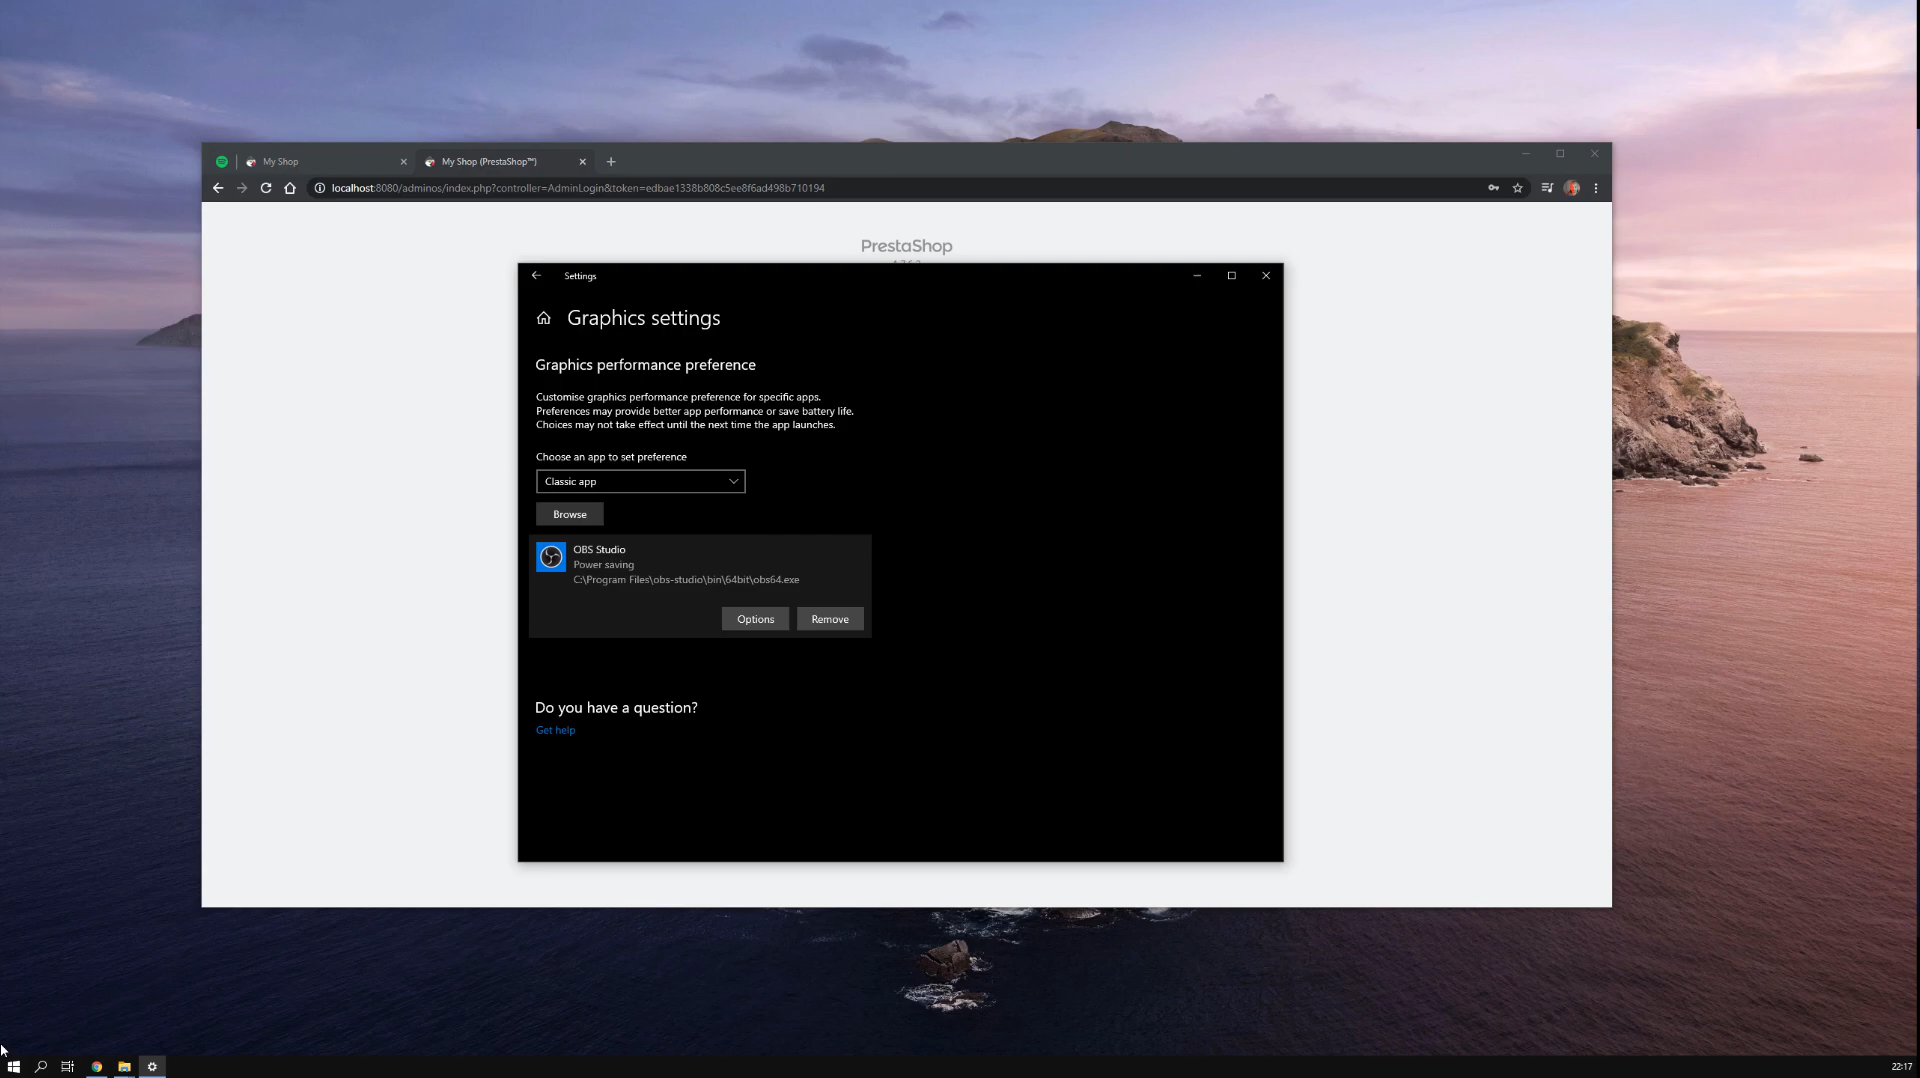 My Shop
My Shop (PrestaShop™)
localhost:8080/adminos/index.php?controller=AdminLogin&token=edbae1338b808c5ee8f6ad498b710194
PrestaShop
Settings
Graphics settings
Graphics performance preference
Customise graphics performance preference for specific apps.
Preferences may provide better app performance or save battery life.
Choices may not take effect until the next time the app launches.
Choose an app to set preference
Classic app
Browse
OBS Studio
Power saving
C:\Program Files\obs-studio\bin\64bit\obs64.exe
Options
Remove
Do you have a question?
Get help
22:17